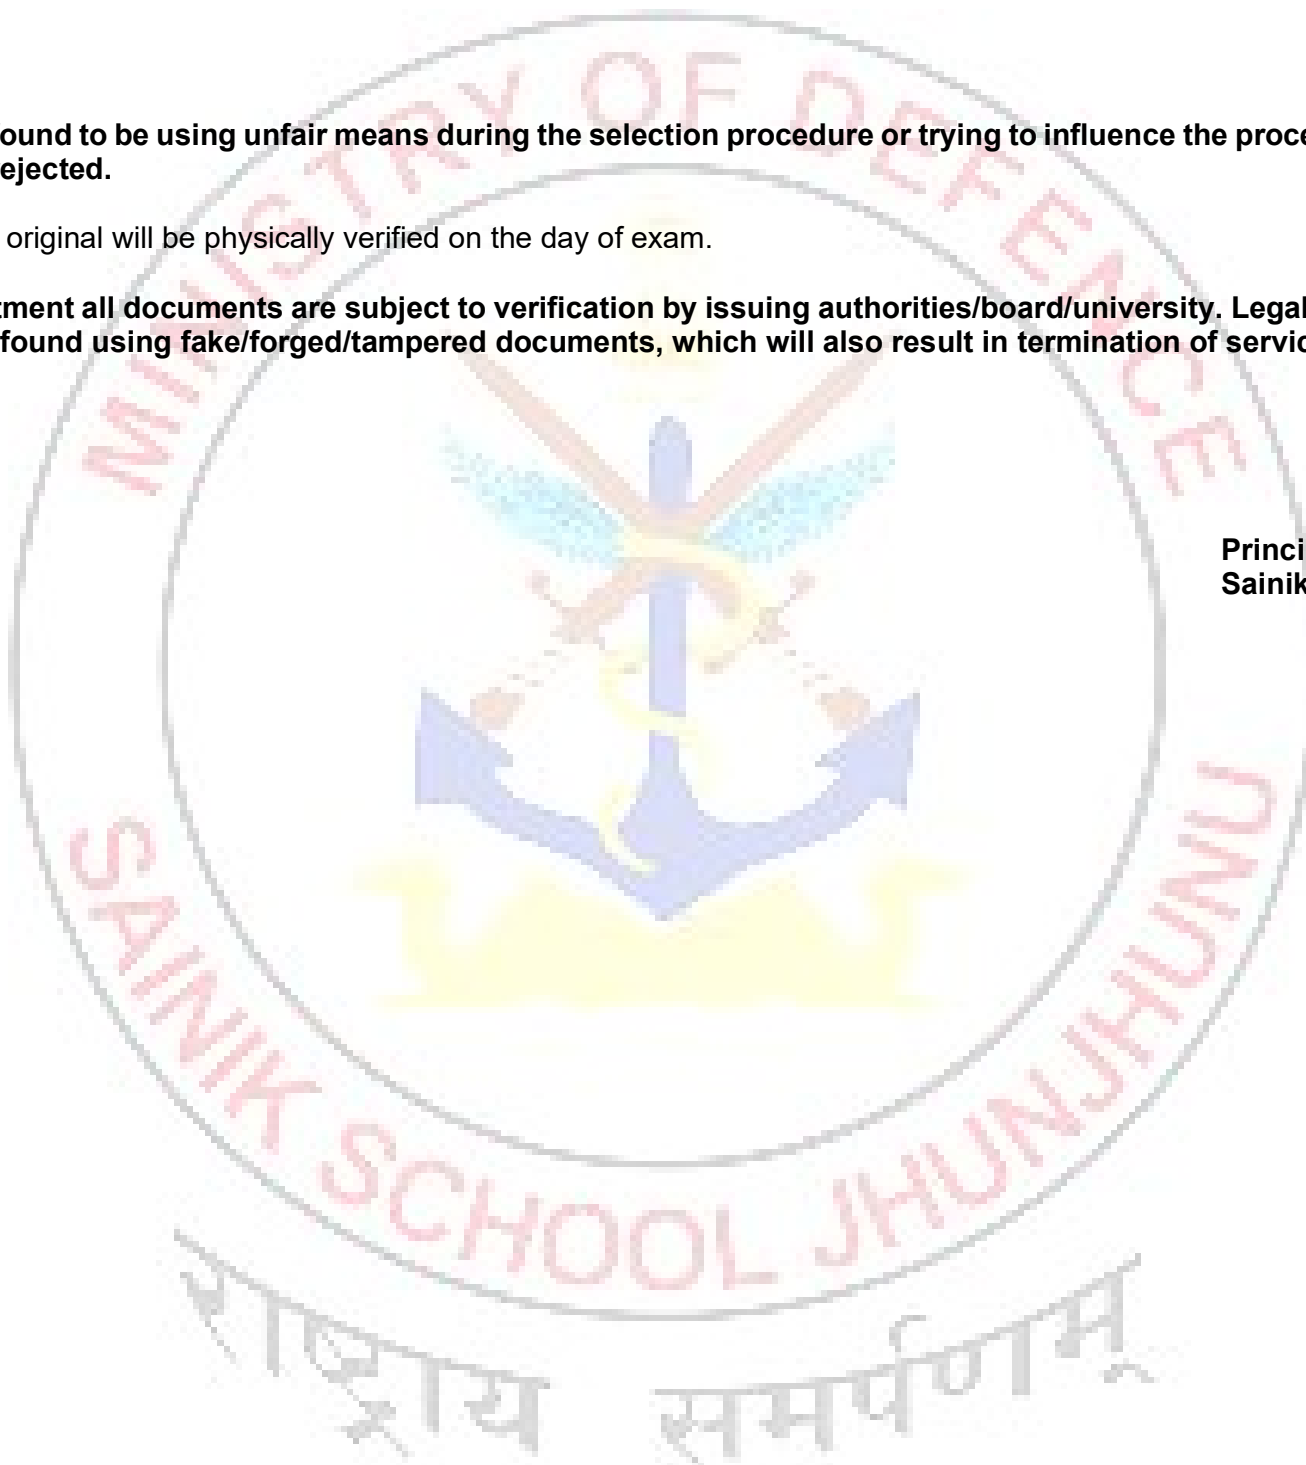 ound to be using unfair means during the selection procedure or trying to influence the proce
ejected.
original will be physically verified on the day of exam.
tment all documents are subject to verification by issuing authorities/board/university. Legal
found using fake/forged/tampered documents, which will also result in termination of servic
Princi
Sainik
MINISTRY OF DEFENCE
SAINIK SCHOOL JHUNJHUNU
राष्ट्राय समर्पणम्